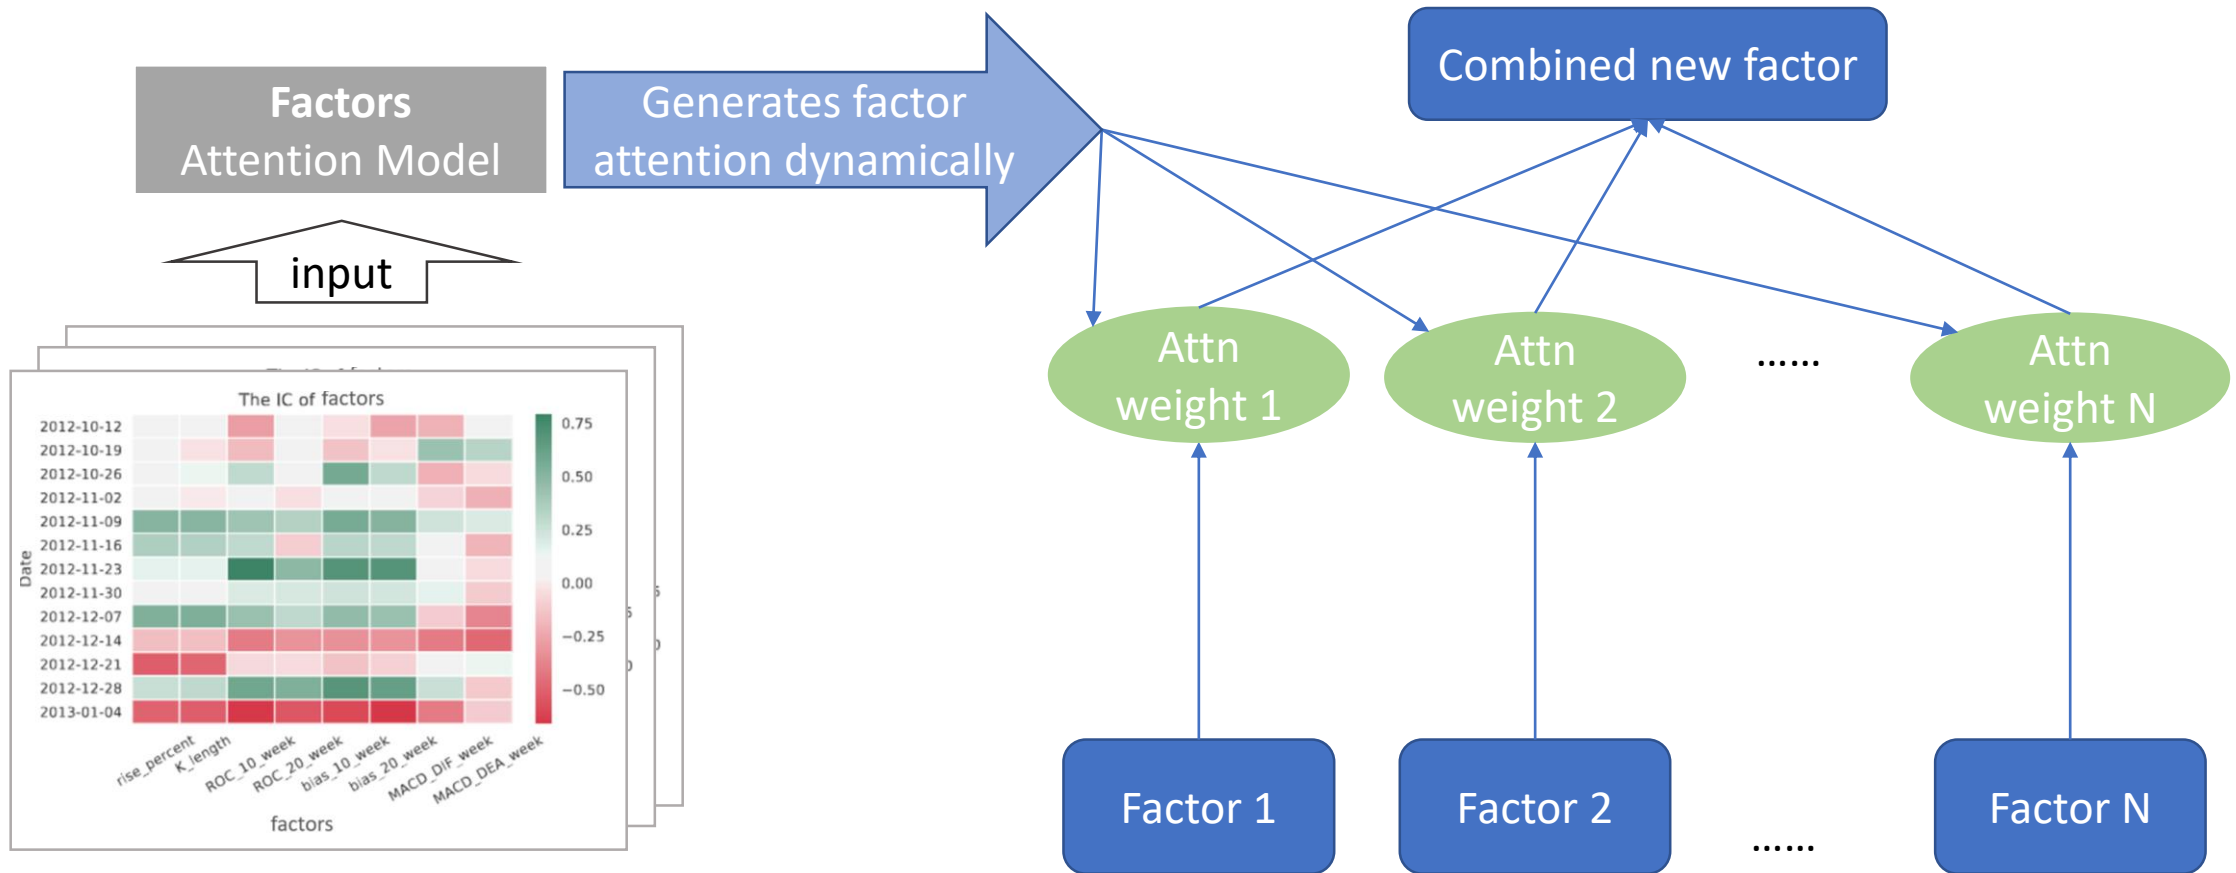 Factors
Attention Model
Generates factor
attention dynamically
Combined new factor
input
Attn
weight 1
Attn
weight 2
......
Attn
weight N
The IC of factors
Date
2012-10-12
2012-10-19
2012-10-26
2012-11-02
2012-11-09
2012-11-16
2012-11-23
2012-11-30
2012-12-07
2012-12-14
2012-12-21
2012-12-28
2013-01-04
0.75
0.50
0.25
0.00
−0.25
−0.50
rise_percent
K_length
ROC_10_week
ROC_20_week
bias_10_week
bias_20_week
MACD_DIF_week
MACD_DEA_week
factors
Factor 1
Factor 2
......
Factor N